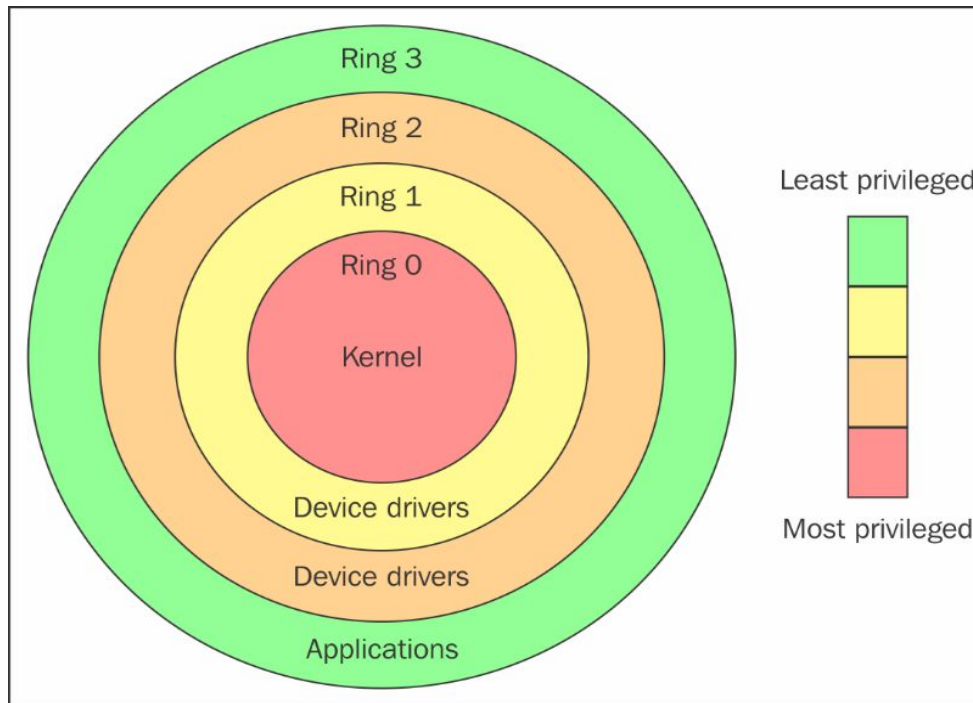 Ring 3
Ring 2
Ring 1
Ring 0
Kernel
Device drivers
Device drivers
Applications
Least privileged
Most privileged